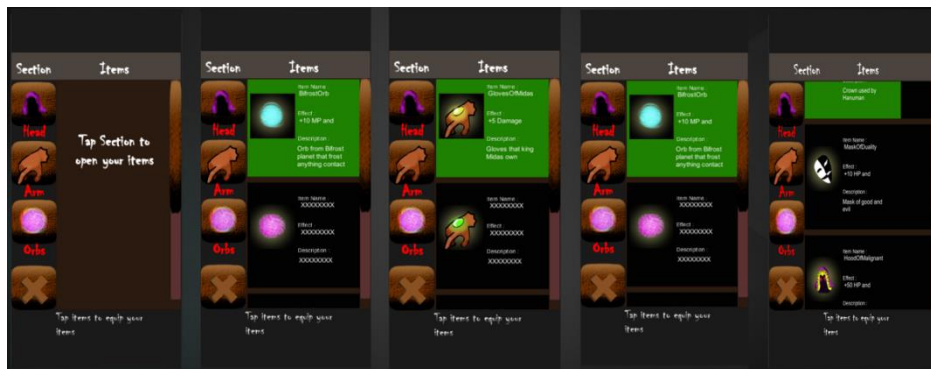 Section Items
Head
Arm
Orbs
Tap Section to
open your items
Tap items to equip your
items
Section Items
Head
Arm
Orbs
Item Name :
BifrostOrb
Effect :
+10 MP and
Description :
Orb from Bifrost
planet that frost
anything contact
Item Name :
XXXXXXXX
Effect :
XXXXXXXX
Description :
XXXXXXXX
Tap items to equip your
items
Section Items
Head
Arm
Orbs
Item Name :
GlovesOfMidas
Effect :
+5 Damage
Description :
Gloves that king
Midas own
Item Name :
XXXXXXXX
Effect :
XXXXXXXX
Description :
XXXXXXXX
Tap items to equip your
items
Section Items
Head
Arm
Orbs
Item Name :
BifrostOrb
Effect :
+10 MP and
Description :
Orb from Bifrost
planet that frost
anything contact
Item Name :
XXXXXXXX
Effect :
XXXXXXXX
Description :
XXXXXXXX
Tap items to equip your
items
Section Items
Head
Arm
Orbs
Crown used by
Hanuman
Item Name :
MaskOfDuality
Effect :
+10 HP and
Description :
Mask of good and
evil
Item Name :
HoodOfMalignant
Effect :
+50 HP and
Description :
Tap items to equip your
items